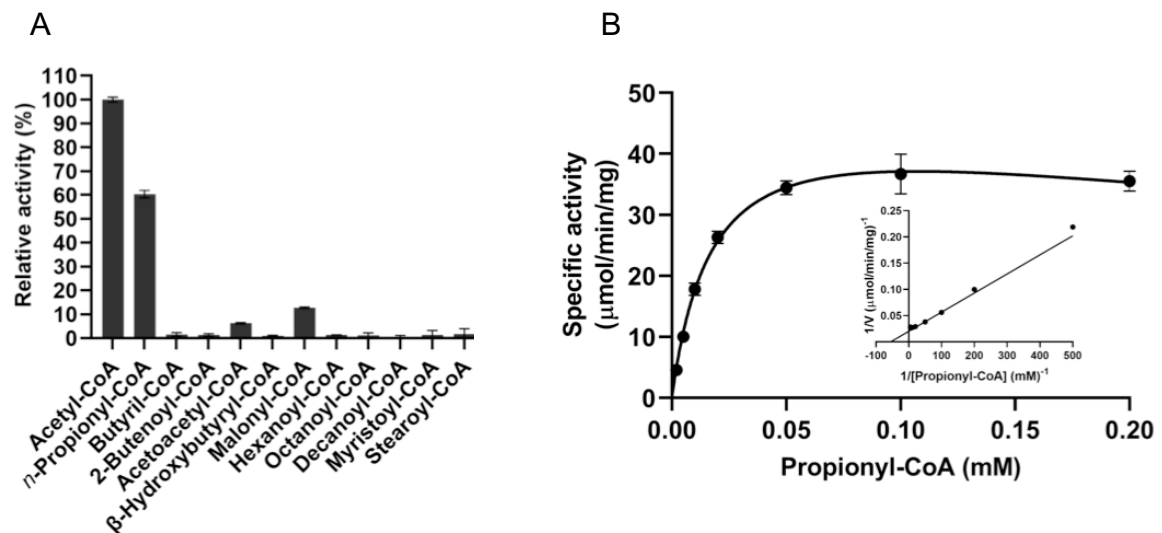 A
B
Relative activity (%)
110
100
90
80
70
60
50
40
30
20
10
0
Acetyl-CoA
n-Propionyl-CoA
Butyril-CoA
2-Butenoyl-CoA
Acetoacetyl-CoA
β-Hydroxybutyryl-CoA
Malonyl-CoA
Hexanoyl-CoA
Octanoyl-CoA
Decanoyl-CoA
Myristoyl-CoA
Stearoyl-CoA
Specific activity
(μmol/min/mg)
50
40
30
20
10
0
0.00 0.05 0.10 0.15 0.20
Propionyl-CoA (mM)
1/V (μmol/min/mg)⁻¹
0.25
0.20
0.15
0.10
0.05
-100 0 100 200 300 400 500
1/[Propionyl-CoA] (mM)⁻¹